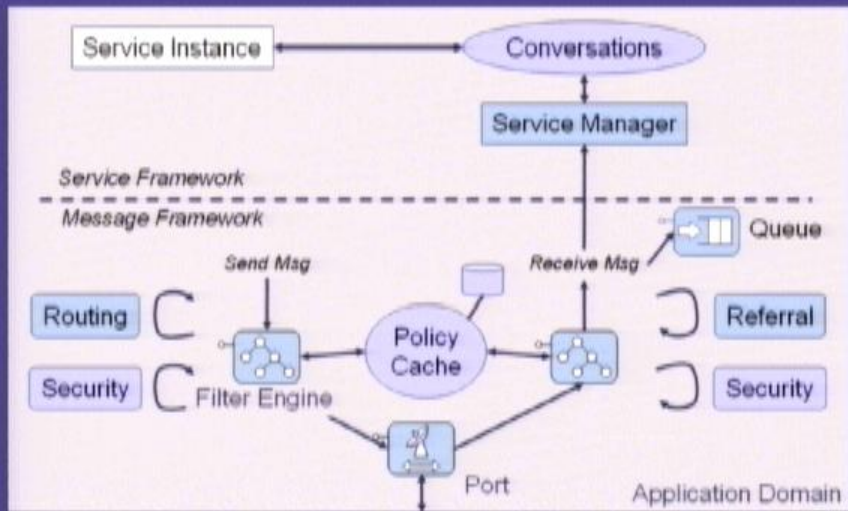 Service Instance
Conversations
Service Manager
Service Framework
Message Framework
Queue
Send Msg
Receive Msg
Routing
Policy
Cache
Referral
Security
Filter Engine
Security
Port
Application Domain